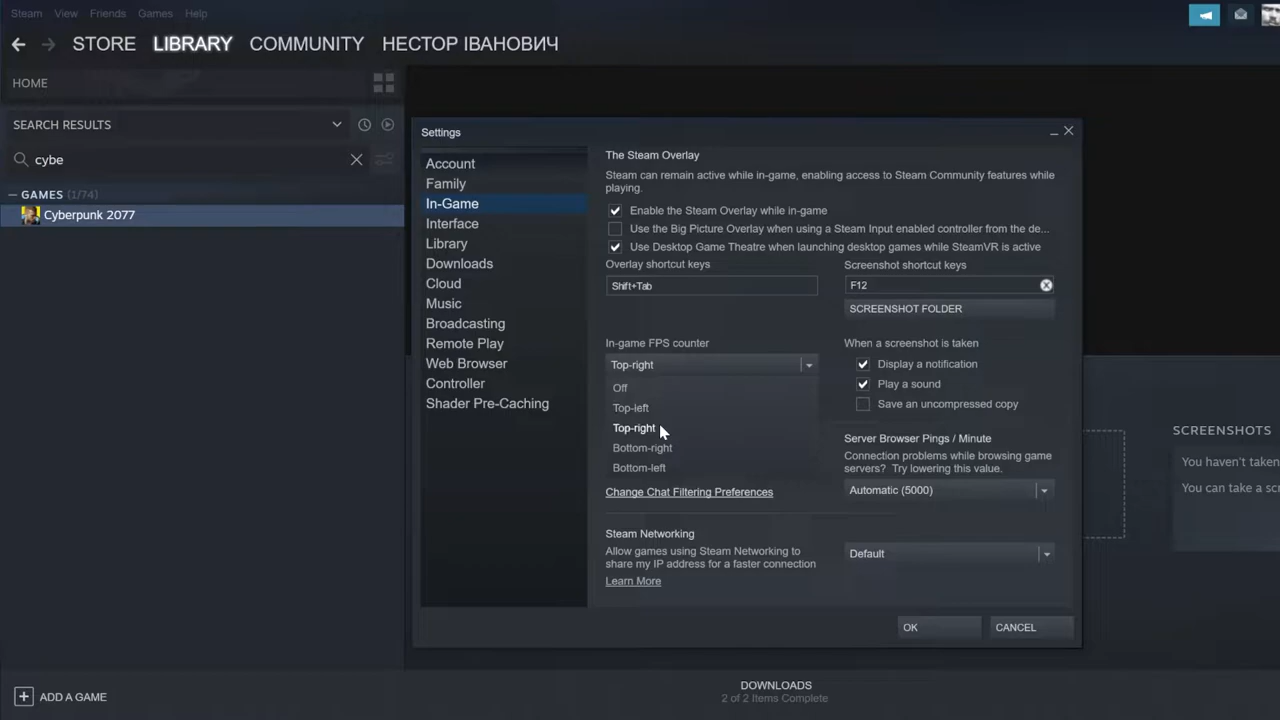 Steam View Friends Games Help
STORE LIBRARY COMMUNITY НЕСТОР ІВАНОВИЧ
HOME
SEARCH RESULTS
cybe
GAMES (1/74)
Cyberpunk 2077
Settings
Account
Family
In-Game
Interface
Library
Downloads
Cloud
Music
Broadcasting
Remote Play
Web Browser
Controller
Shader Pre-Caching
The Steam Overlay
Steam can remain active while in-game, enabling access to Steam Community features while
playing.
Enable the Steam Overlay while in-game
Use the Big Picture Overlay when using a Steam Input enabled controller from the de...
Use Desktop Game Theatre when launching desktop games while SteamVR is active
Overlay shortcut keys
Shift+Tab
Screenshot shortcut keys
F12
SCREENSHOT FOLDER
In-game FPS counter
Top-right
Off
Top-left
Top-right
Bottom-right
Bottom-left
Change Chat Filtering Preferences
When a screenshot is taken
Display a notification
Play a sound
Save an uncompressed copy
Server Browser Pings / Minute
Connection problems while browsing game
servers? Try lowering this value.
Automatic (5000)
Steam Networking
Allow games using Steam Networking to
share my IP address for a faster connection
Learn More
Default
OK CANCEL
SCREENSHOTS
You haven't taken
You can take a scr
ADD A GAME
DOWNLOADS
2 of 2 Items Complete